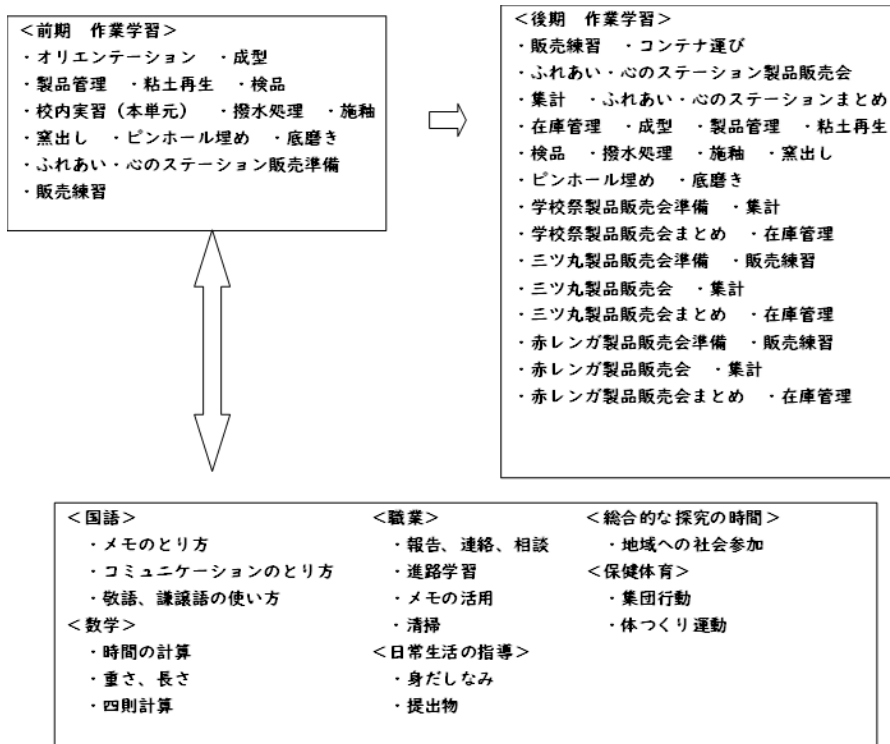 ＜前期　作業学習＞
・オリエンテーション　・成型
・製品管理　・粘土再生　・検品
・校内実習（本単元）　・撥水処理　・施釉
・窯出し　・ピンホール埋め　・底磨き
・ふれあい・心のステーション販売準備
・販売練習
＜後期　作業学習＞
・販売練習　・コンテナ運び
・ふれあい・心のステーション製品販売会
・集計　・ふれあい・心のステーションまとめ
・在庫管理　・成型　・製品管理　・粘土再生
・検品　・撥水処理　・施釉　・窯出し
・ピンホール埋め　・底磨き
・学校祭製品販売会準備　・集計
・学校祭製品販売会まとめ　・在庫管理
・三ツ丸製品販売会準備　・販売練習
・三ツ丸製品販売会　・集計
・三ツ丸製品販売会まとめ　・在庫管理
・赤レンガ製品販売会準備　・販売練習
・赤レンガ製品販売会　・集計
・赤レンガ製品販売会まとめ　・在庫管理
＜国語＞
・メモのとり方
・コミュニケーションのとり方
・敬語、謙譲語の使い方
＜数学＞
・時間の計算
・重さ、長さ
・四則計算
＜職業＞
・報告、連絡、相談
・進路学習
・メモの活用
・清掃
＜日常生活の指導＞
・身だしなみ
・提出物
＜総合的な探究の時間＞
・地域への社会参加
＜保健体育＞
・集団行動
・体つくり運動